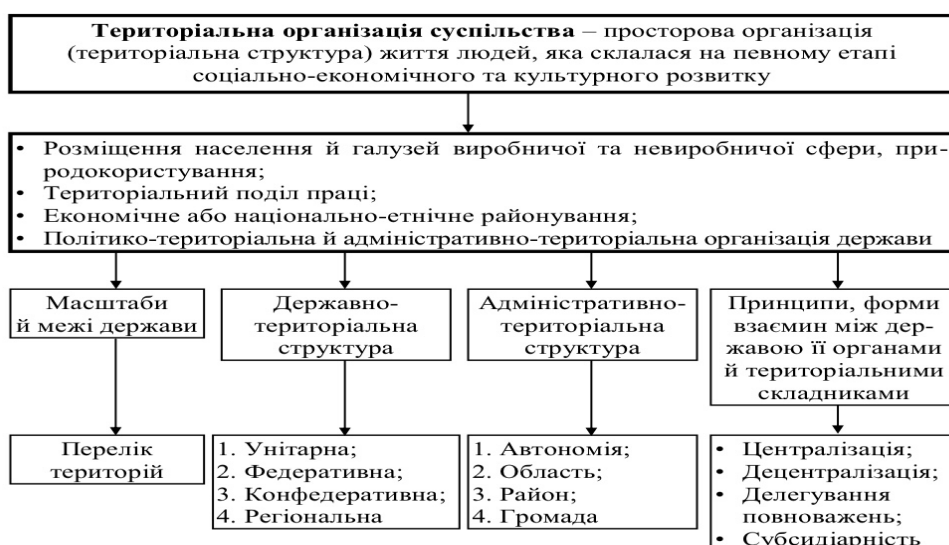 Територіальна організація суспільства – просторова організація
(територіальна структура) життя людей, яка склалася на певному етапі
соціально-економічного та культурного розвитку
• Розміщення населення й галузей виробничої та невиробничої сфери, при-
родокористування;
• Територіальний поділ праці;
• Економічне або національно-етнічне районування;
• Політико-територіальна й адміністративно-територіальна організація держави
Масштаби
й межі держави
Державно-
територіальна
структура
Адміністративно-
територіальна
структура
Принципи, форми
взаємин між дер-
жавою її органами
й територіальними
складниками
Перелік
територій
1. Унітарна;
2. Федеративна;
3. Конфедеративна;
4. Регіональна
1. Автономія;
2. Область;
3. Район;
4. Громада
• Централізація;
• Децентралізація;
• Делегування
повноважень;
• Субсидіарність